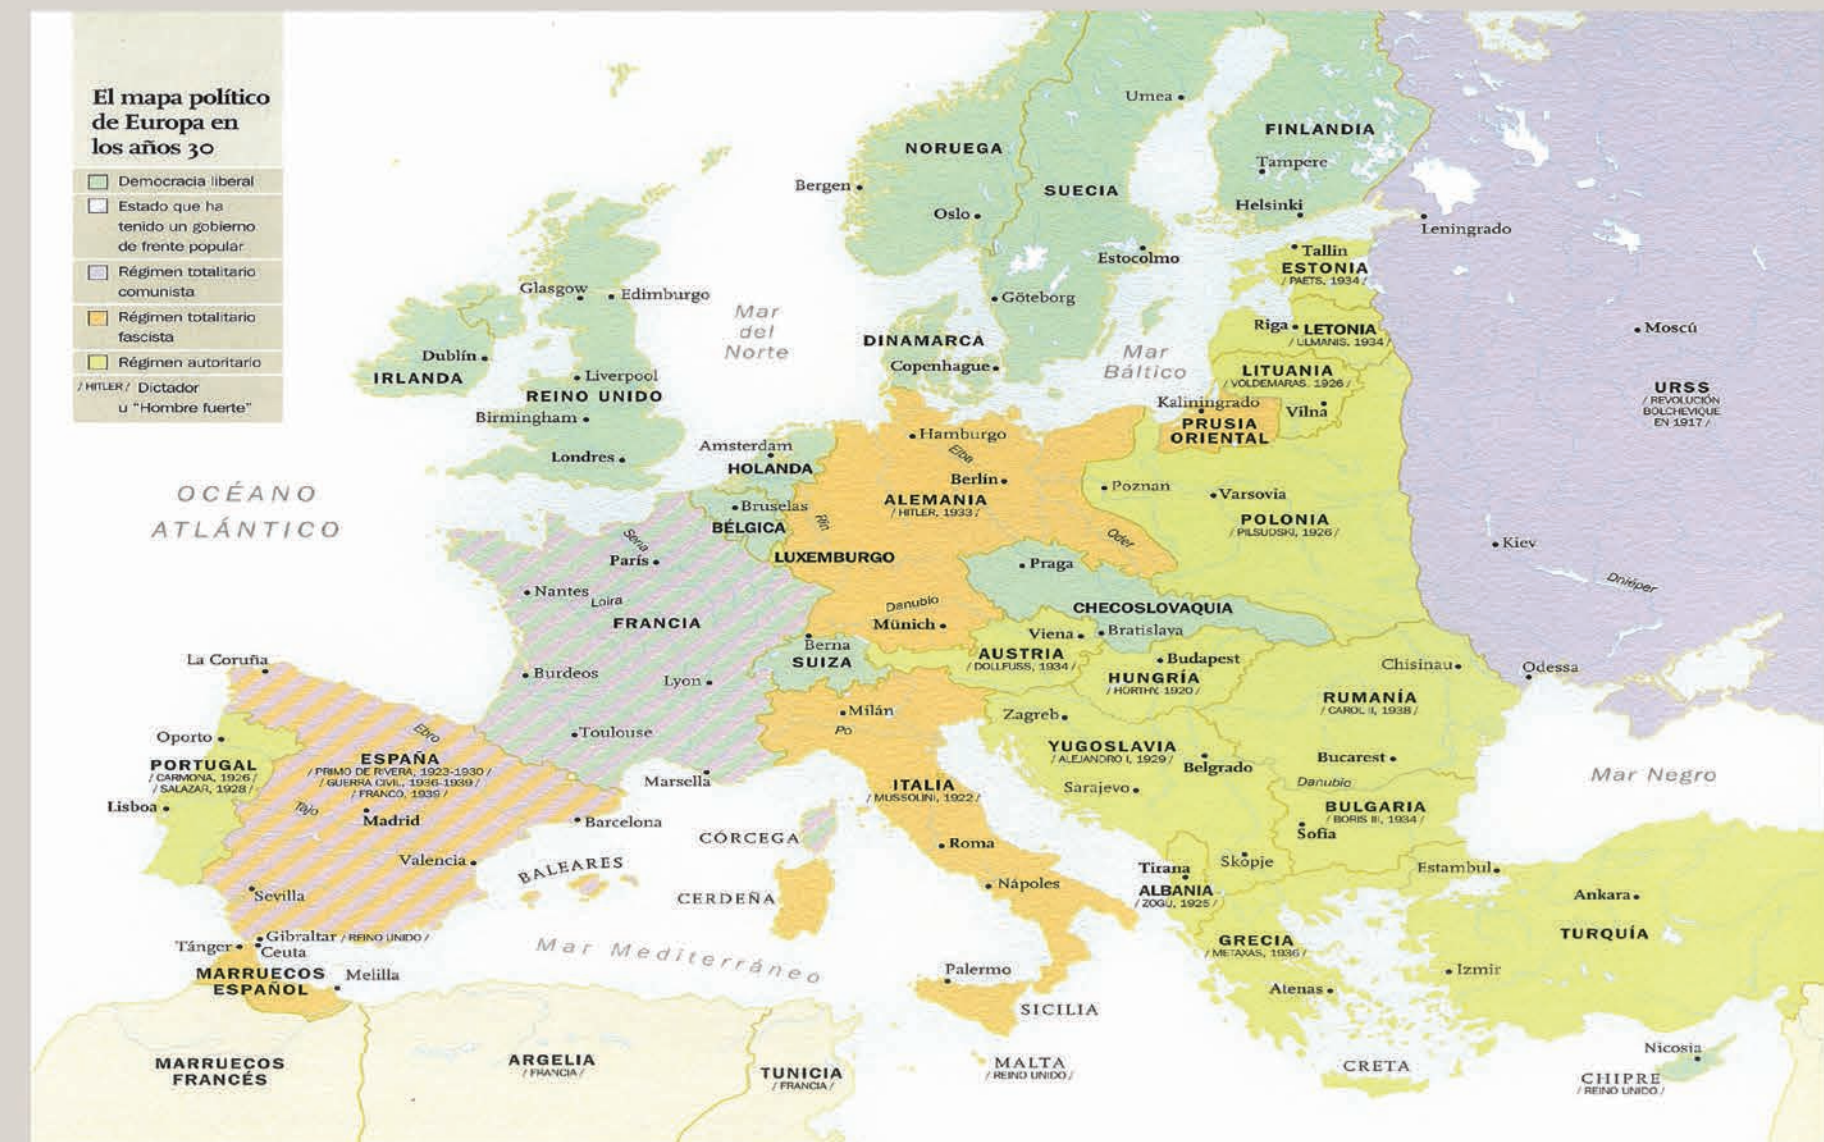 El mapa político
de Europa en
los años 30
Democracia liberal
Estado que ha
tenido un gobierno
de frente popular
Régimen totalitario
comunista
Régimen totalitario
fascista
Régimen autoritario
/ HITLER / Dictador
u "Hombre fuerte"
Umea
FINLANDIA
NORUEGA
Tampere
Bergen
SUECIA
Helsinki
Oslo
Leningrado
Estocolmo
Tallin
ESTONIA
/ PAETS, 1934 /
Glasgow
Edimburgo
Göteborg
Mar
del
Norte
Riga
LETONIA
/ ULMANIS, 1934 /
Moscú
DINAMARCA
Copenhague
Mar
Báltico
Dublín
IRLANDA
Liverpool
REINO UNIDO
Birmingham
Londres
LITUANIA
/ VOLDEMARAS, 1926 /
Kaliningrado
Vilna
PRUSIA
ORIENTAL
URSS
/ REVOLUCIÓN
BOLCHEVIQUE
EN 1917 /
Amsterdam
HOLANDA
Hamburgo
Elba
Berlín
ALEMANIA
/ HITLER, 1933 /
Poznan
Varsovia
POLONIA
/ PILSUDSKI, 1926 /
OCÉANO
ATLÁNTICO
Bruselas
BÉLGICA
Rin
Oder
Kiev
Dniéper
Sena
París
LUXEMBURGO
Praga
Nantes
Loira
FRANCIA
Danubio
Münich
CHECOSLOVAQUIA
Viena
Bratislava
Berna
SUIZA
AUSTRIA
/ DOLLFUSS, 1934 /
Budapest
HUNGRÍA
/ HORTHY, 1920 /
Chisinau
Odessa
La Coruña
Burdeos
Lyon
RUMANÍA
/ CAROL II, 1938 /
Milán
Po
Zagreb
Toulouse
Ebro
Oporto
PORTUGAL
/ CARMONA, 1926 /
/ SALAZAR, 1928 /
Lisboa
ESPAÑA
/ PRIMO DE RIVERA, 1923-1930 /
/ GUERRA CIVIL, 1936-1939 /
/ FRANCO, 1939 /
Tajo
Madrid
Marsella
ITALIA
/ MUSSOLINI, 1922 /
YUGOSLAVIA
/ ALEJANDRO I, 1929 /
Belgrado
Sarajevo
Bucarest
Danubio
BULGARIA
/ BORIS III, 1934 /
Sofía
Mar Negro
Barcelona
CÓRCEGA
Roma
Valencia
BALEARES
CERDEÑA
Nápoles
Tirana
ALBANIA
/ ZOGU, 1925 /
Skopje
Estambul
Ankara
TURQUÍA
Sevilla
Gibraltar / REINO UNIDO /
Tánger
Ceuta
MARRUECOS
ESPAÑOL
Melilla
Mar Mediterráneo
Palermo
SICILIA
GRECIA
/ METAXAS, 1936 /
Atenas
Izmir
MARRUECOS
FRANCÉS
ARGELIA
/ FRANCIA /
TUNICIA
/ FRANCIA /
MALTA
/ REINO UNIDO /
CRETA
Nicosia
CHIPRE
/ REINO UNIDO /